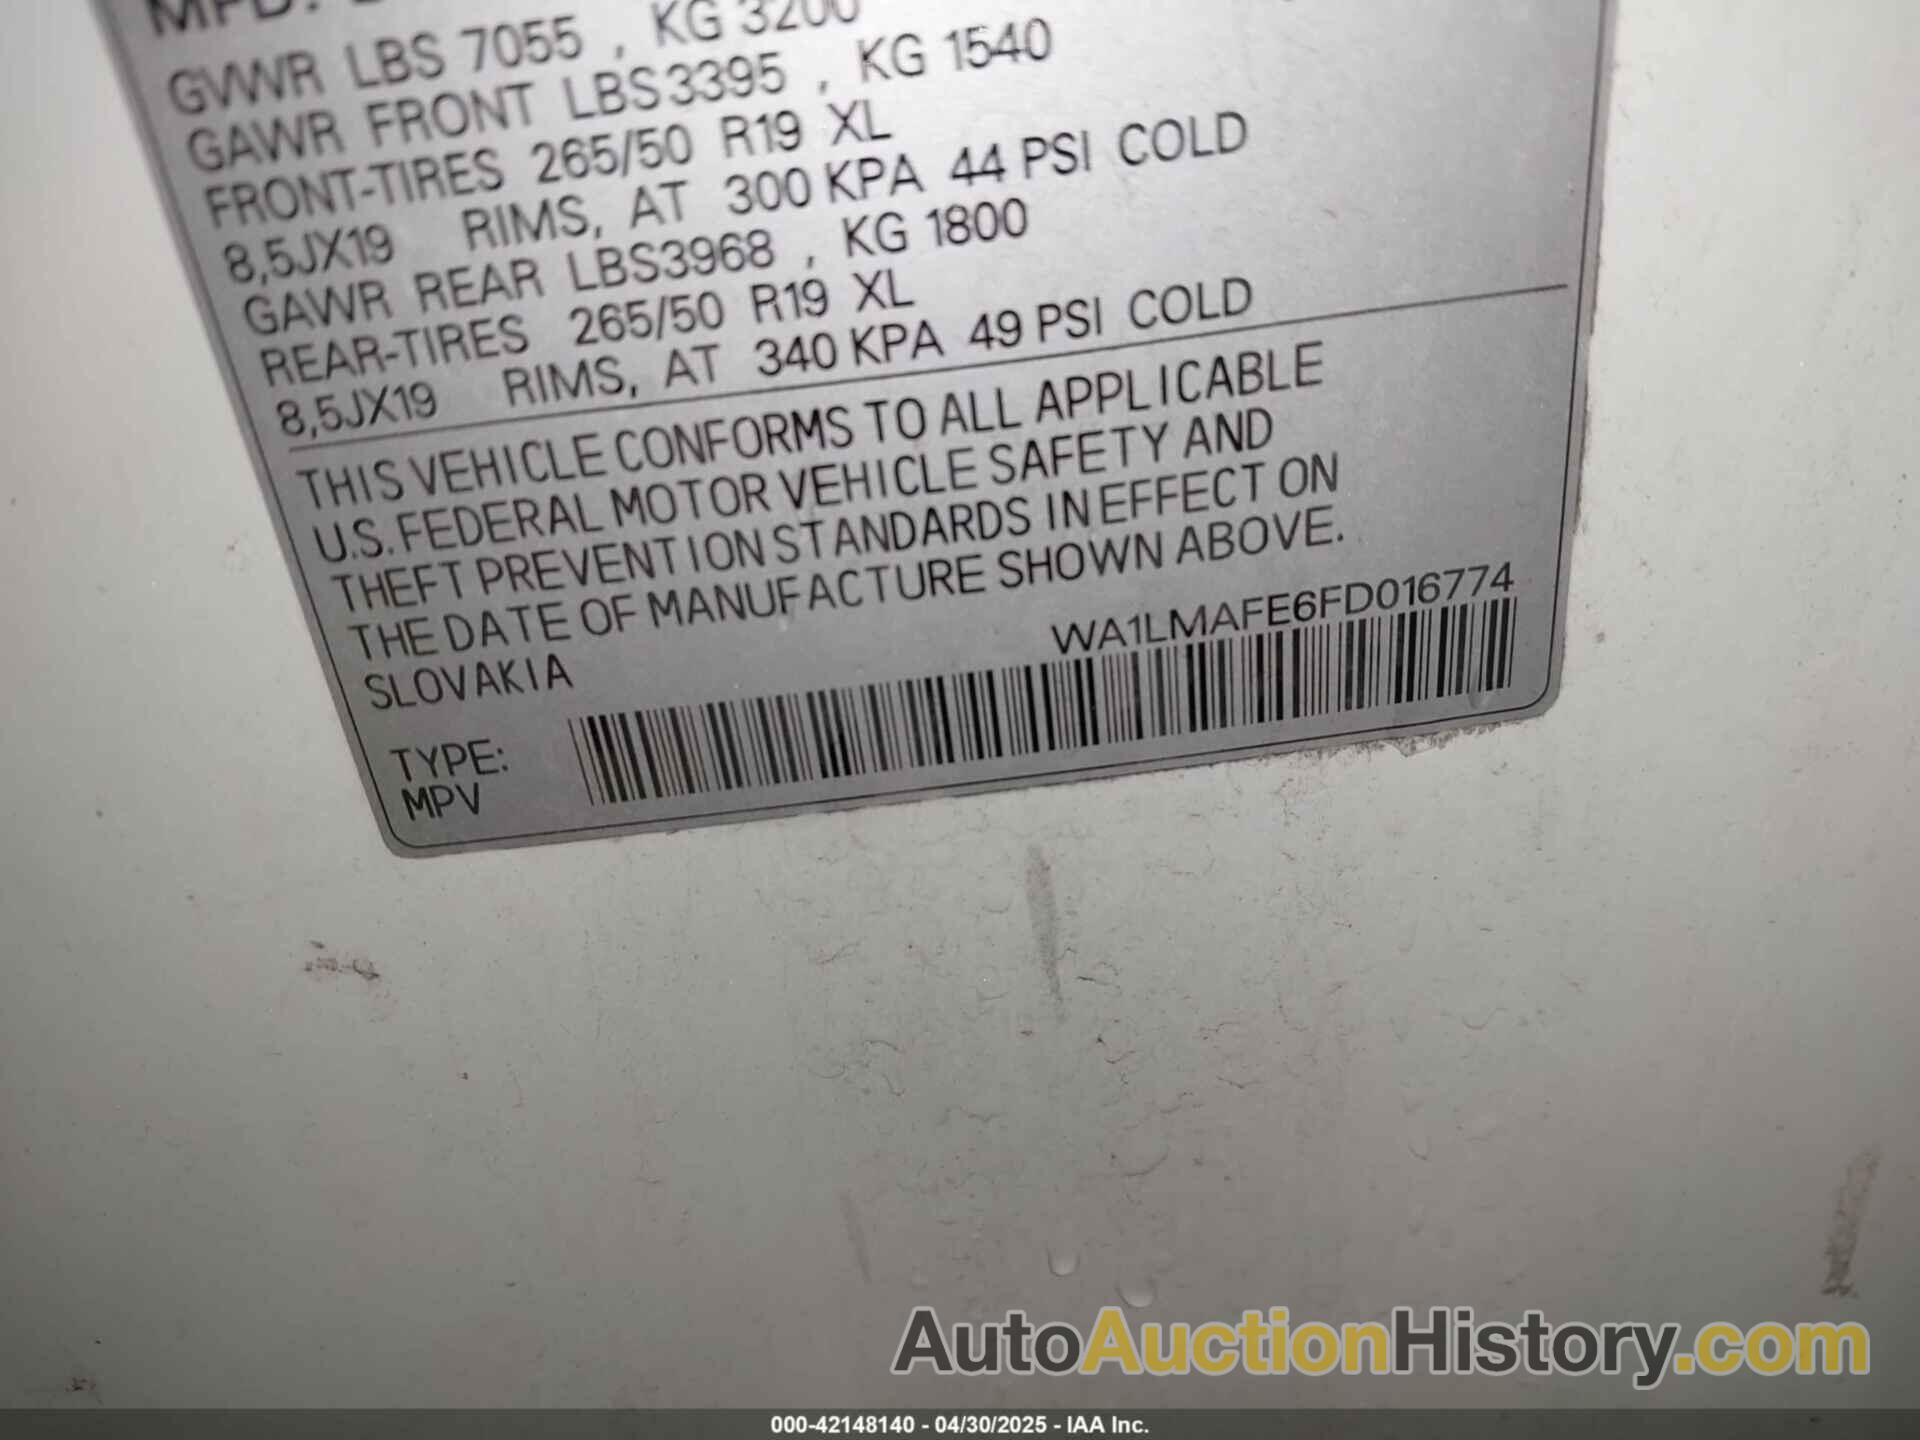 MFD.
GVWR LBS 7055 , KG 3200
GAWR FRONT LBS3395 , KG 1540
FRONT-TIRES 265/50 R19 XL
8,5JX19 RIMS, AT 300 KPA 44 PSI COLD
GAWR REAR LBS3968 , KG 1800
REAR-TIRES 265/50 R19 XL
8,5JX19 RIMS, AT 340 KPA 49 PSI COLD
THIS VEHICLE CONFORMS TO ALL APPLICABLE
U.S. FEDERAL MOTOR VEHICLE SAFETY AND
THEFT PREVENTION STANDARDS IN EFFECT ON
THE DATE OF MANUFACTURE SHOWN ABOVE.
SLOVAKIA WA1LMAFE6FD016774
TYPE:
MPV
AutoAuctionHistory.com
000-42148140 - 04/30/2025 - IAA Inc.